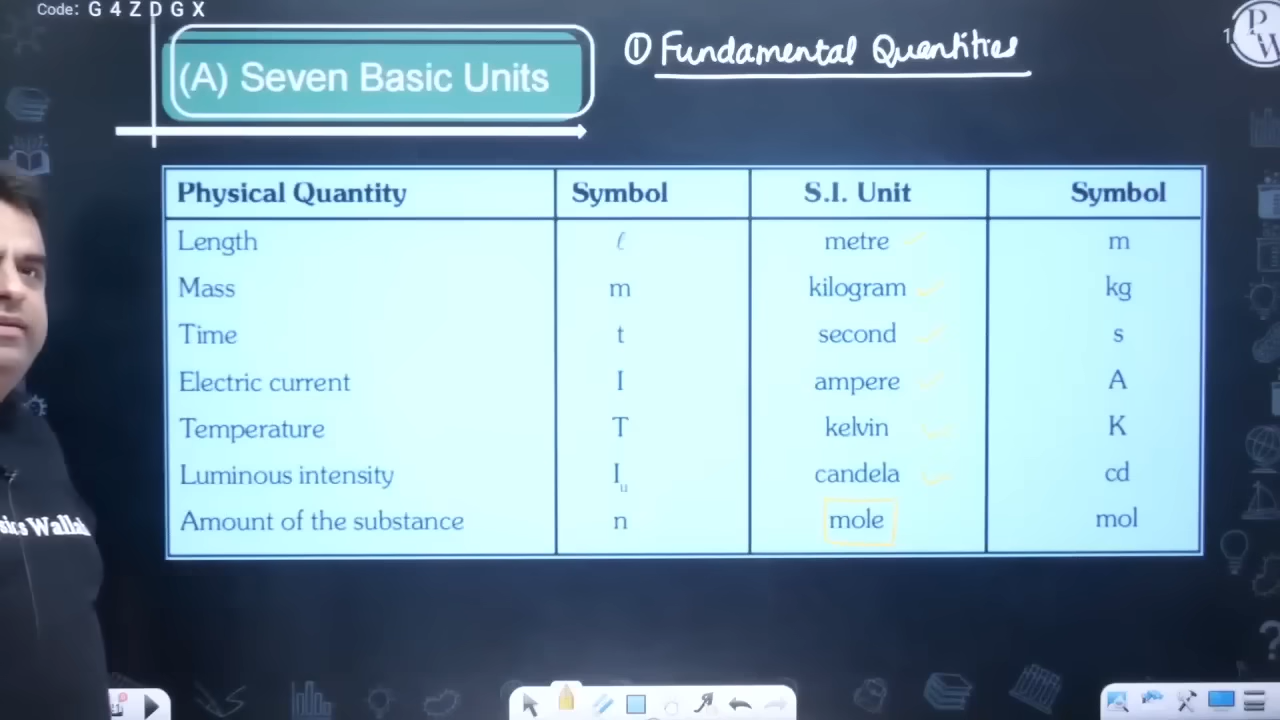 Code: G 4 Z D G X
(A) Seven Basic Units
① Fundamental Quantities
P
W
Physical Quantity Symbol S.I. Unit Symbol
Length ℓ metre m
Mass m kilogram kg
Time t second s
Electric current I ampere A
Temperature T kelvin K
Luminous intensity Iᵤ candela cd
Amount of the substance n mole mol